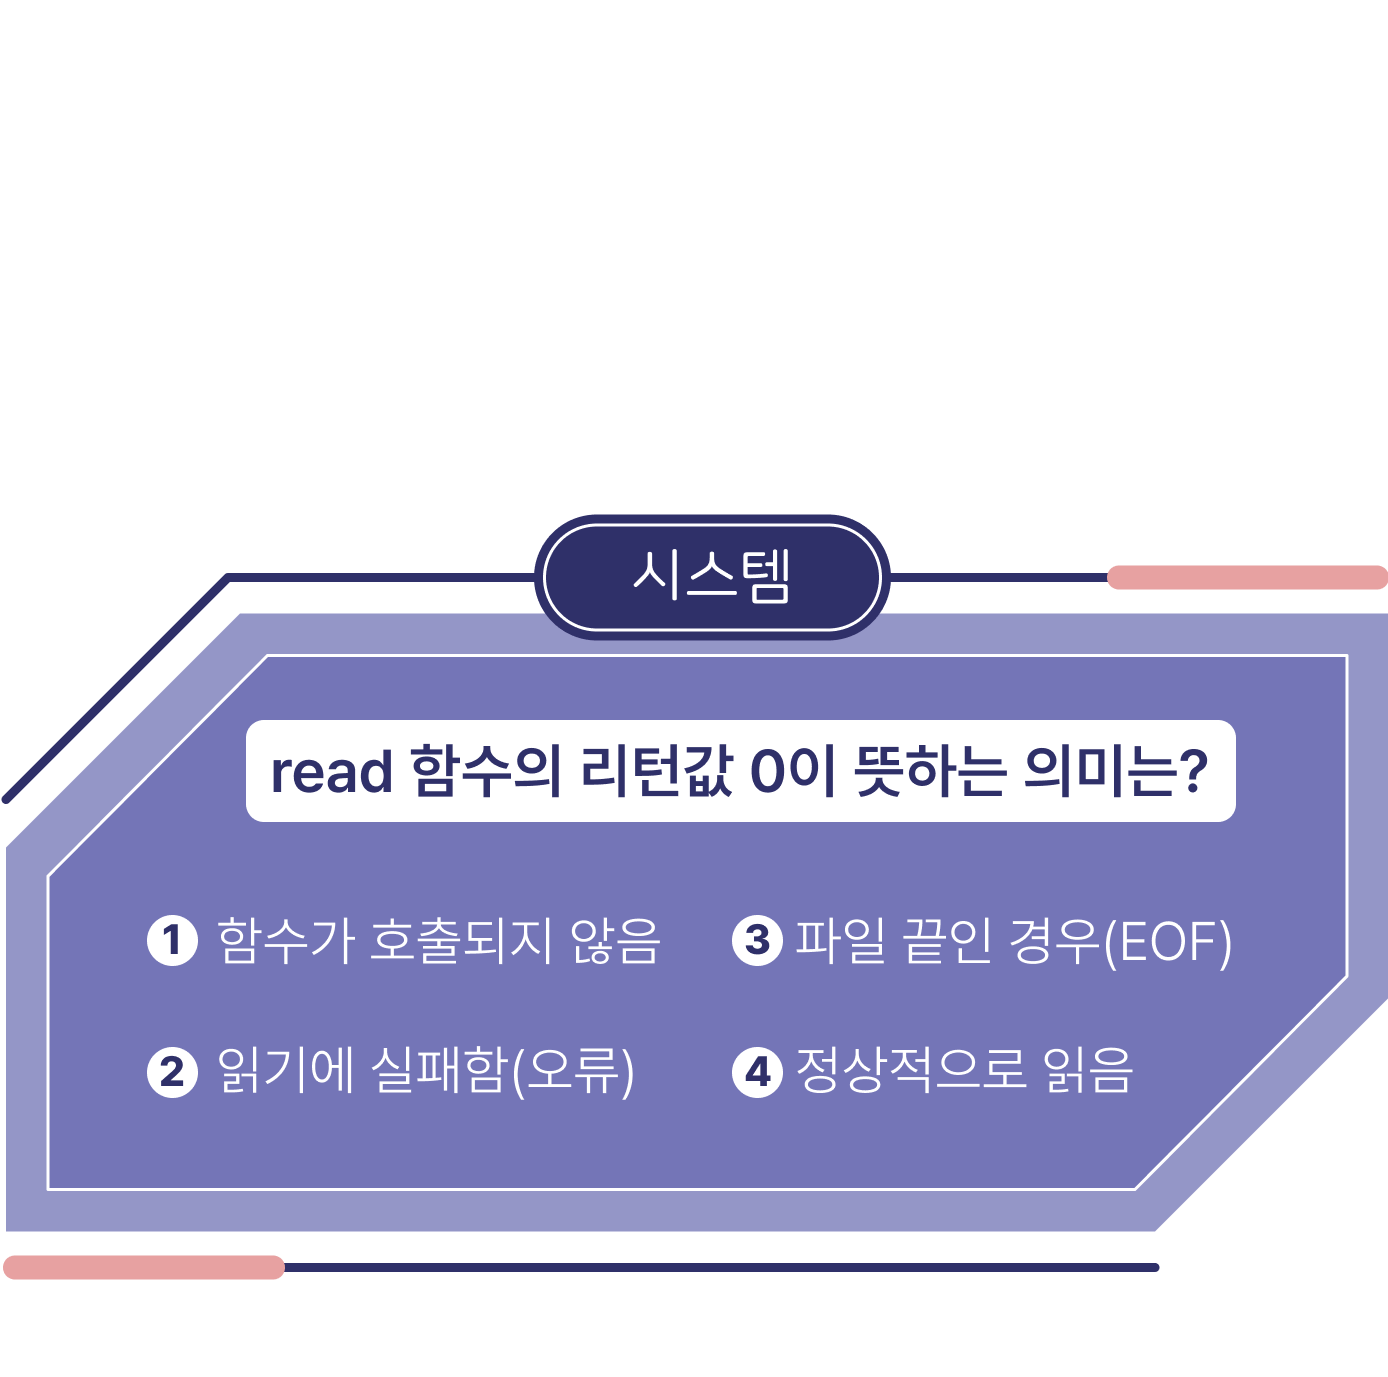 시스템
read 함수의 리턴값 00이 뜻하는 의미는?
1 함수가 호출되지 않음
2 읽기에 실패함(오류)
3 파일 끝인 경우(EOF)
4 정상적으로 읽음